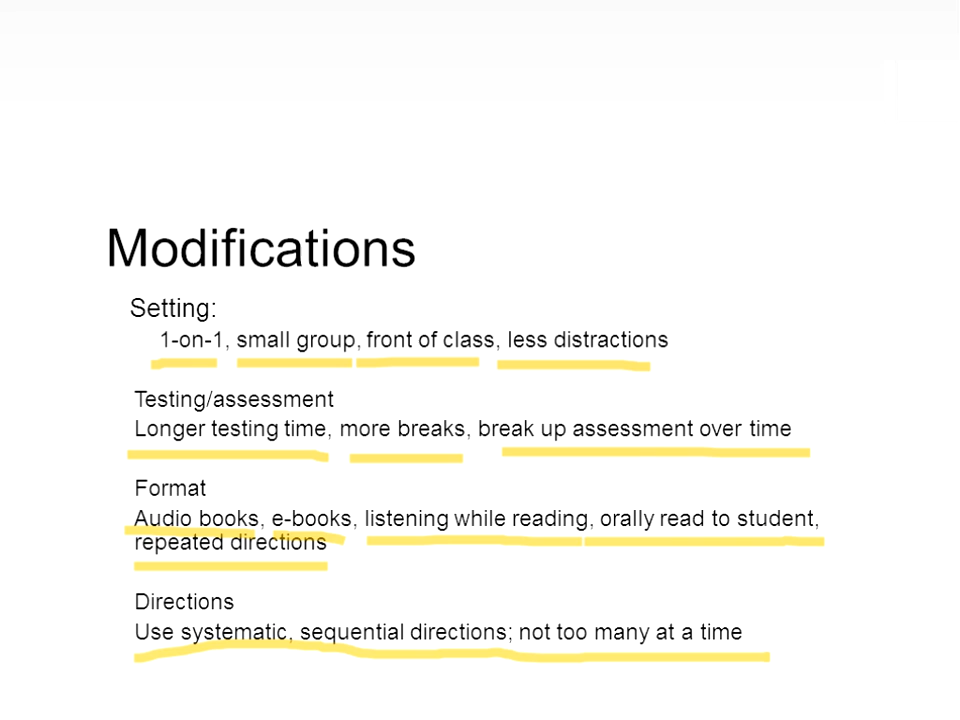 Modifications
Setting:
1-on-1, small group, front of class, less distractions
Testing/assessment
Longer testing time, more breaks, break up assessment over time
Format
Audio books, e-books, listening while reading, orally read to student,
repeated directions
Directions
Use systematic, sequential directions; not too many at a time